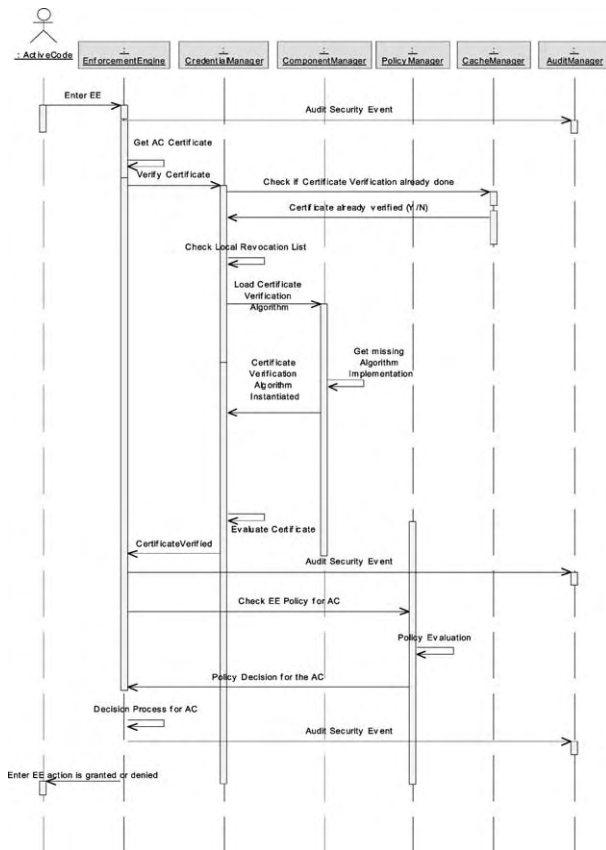 : ActiveCode
:
EnforcementEngine
:
CredentialManager
:
ComponentManager
:
PolicyManager
:
CacheManager
:
AuditManager
Enter EE
Audit Security Event
Get AC Certificate
Verify Certificate
Check if Certificate Verification already done
Certificate already verified (Y/N)
Check Local Revocation List
Load Certificate
Verification
Algorithm
Get missing
Algorithm
Implementation
Certificate
Verification
Algorithm
Instantiated
Evaluate Certificate
CertificateVerified
Audit Security Event
Check EE Policy for AC
Policy Evaluation
Policy Decision for the AC
Decision Process for AC
Audit Security Event
Enter EE action is granted or denied